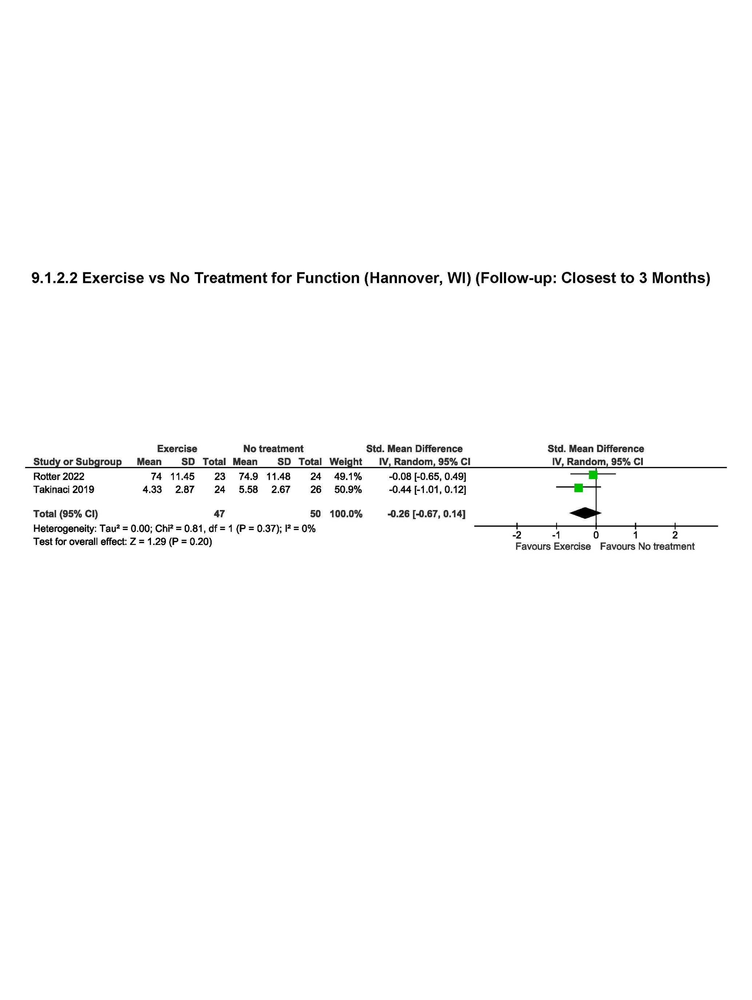 9.1.2.2 Exercise vs No Treatment for Function (Hannover, WI) (Follow-up: Closest to 3 Months)
Exercise No treatment Std. Mean Difference Std. Mean Difference
Study or Subgroup Mean SD Total Mean SD Total Weight IV, Random, 95% CI IV, Random, 95% CI
Rotter 2022 74 11.45 23 74.9 11.48 24 49.1% -0.08 [-0.65, 0.49]
Takinaci 2019 4.33 2.87 24 5.58 2.67 26 50.9% -0.44 [-1.01, 0.12]
Total (95% CI) 47 50 100.0% -0.26 [-0.67, 0.14]
Heterogeneity: Tau² = 0.00; Chi² = 0.81, df = 1 (P = 0.37); I² = 0%
Test for overall effect: Z = 1.29 (P = 0.20)
-2 -1 0 1 2
Favours Exercise Favours No treatment